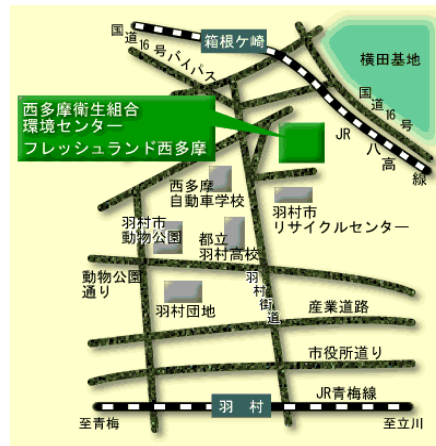 国道16号バイパス
箱根ケ崎
横田基地
国道16号
JR八高線
西多摩衛生組合
環境センター
フレッシュランド西多摩
西多摩
自動車学校
羽村市
リサイクルセンター
羽村市
動物公園
都立
羽村高校
動物公園
通り
羽村街道
羽村団地
産業道路
市役所通り
JR青梅線
羽村
至青梅
至立川